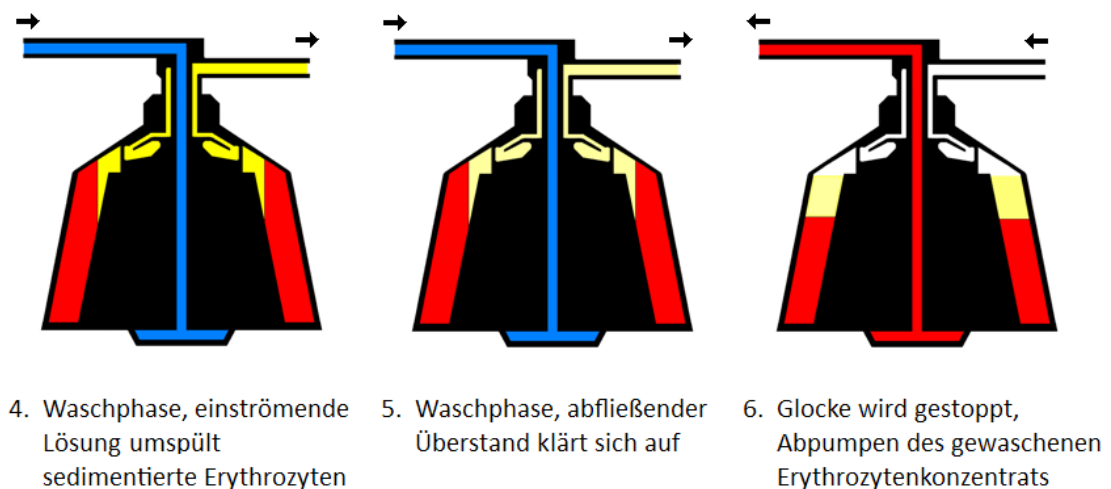 4. Waschphase, einströmende
Lösung umspült
sedimentierte Erythrozyten
5. Waschphase, abfließender
Überstand klärt sich auf
6. Glocke wird gestoppt,
Abpumpen des gewaschenen
Erythrozytenkonzentrats